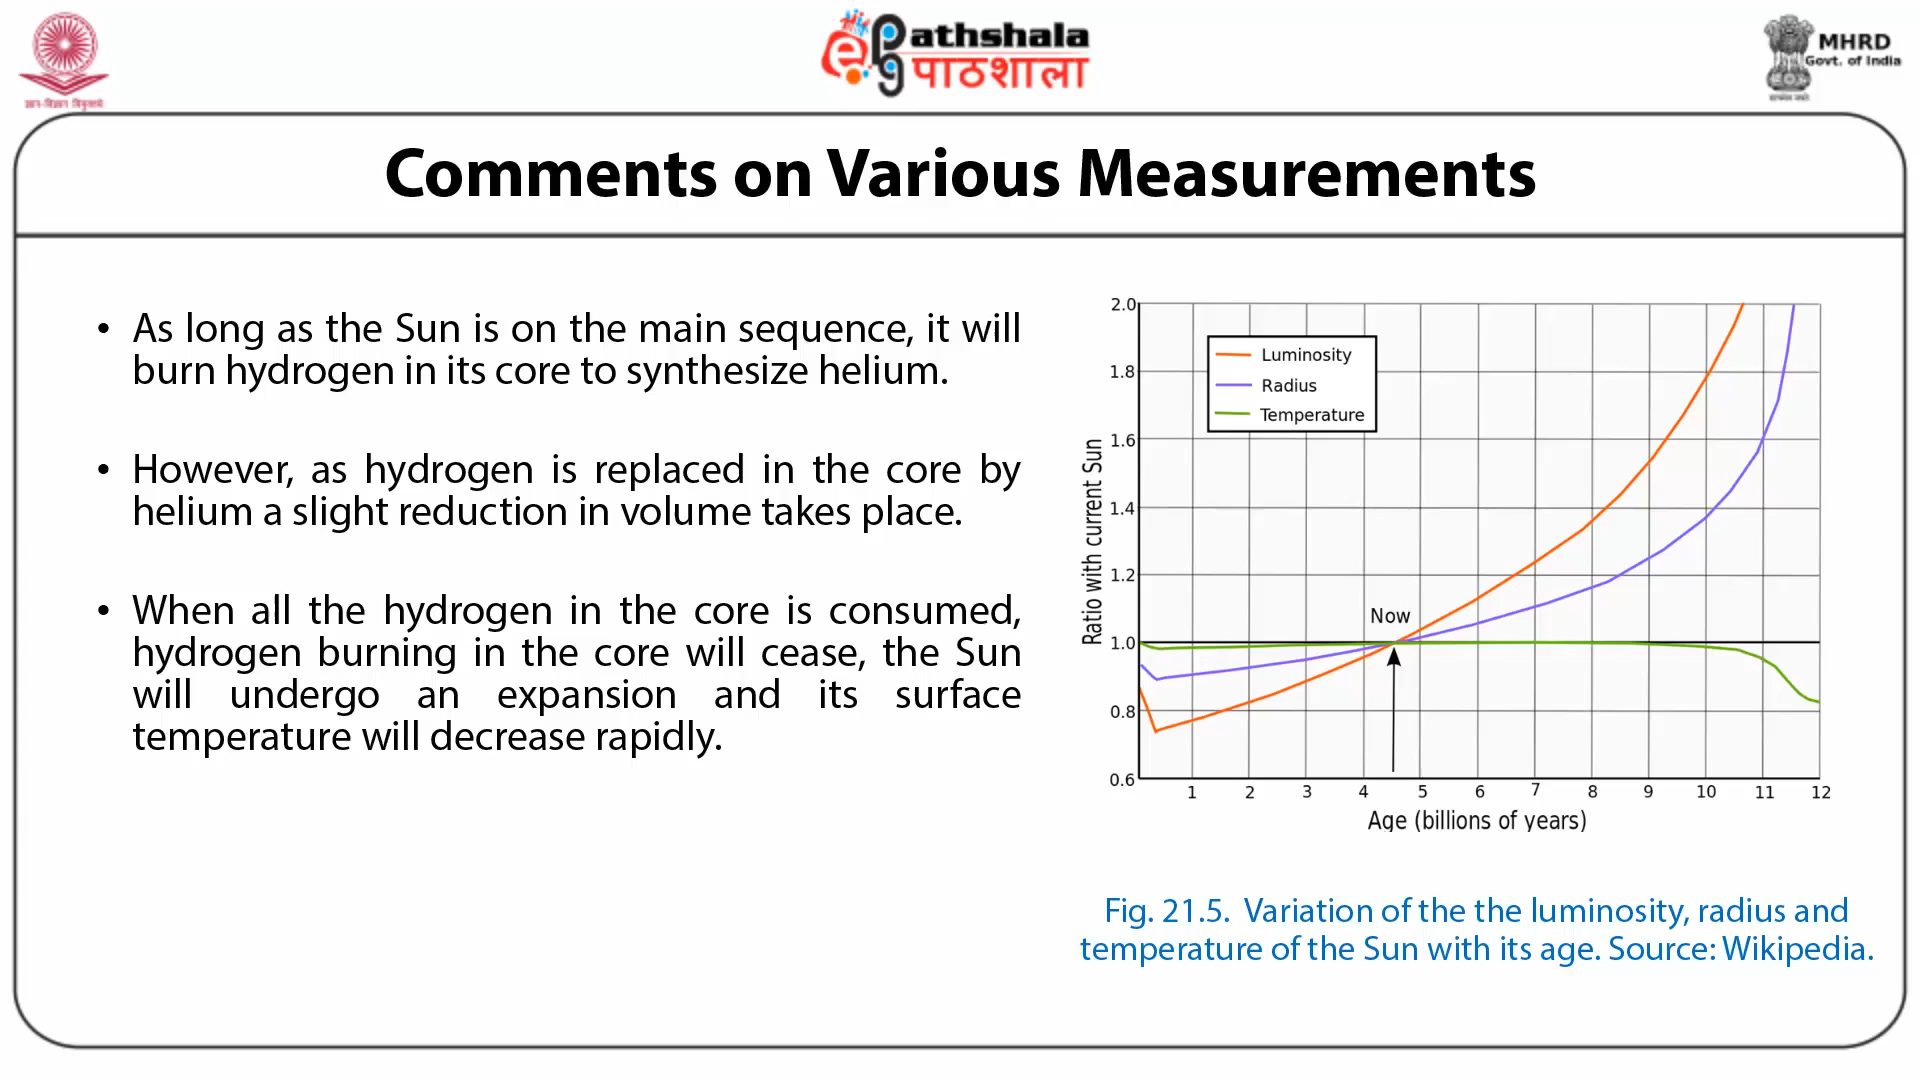 ज्ञान-विज्ञान विमुक्तये
ePathshala
पाठशाला
MHRD
Govt. of India
सत्यमेव जयते
Comments on Various Measurements
• As long as the Sun is on the main sequence, it will
burn hydrogen in its core to synthesize helium.
• However, as hydrogen is replaced in the core by
helium a slight reduction in volume takes place.
• When all the hydrogen in the core is consumed,
hydrogen burning in the core will cease, the Sun
will undergo an expansion and its surface
temperature will decrease rapidly.
Ratio with current Sun
2.0
1.8
1.6
1.4
1.2
1.0
0.8
0.6
Luminosity
Radius
Temperature
Now
1 2 3 4 5 6 7 8 9 10 11 12
Age (billions of years)
Fig. 21.5. Variation of the the luminosity, radius and
temperature of the Sun with its age. Source: Wikipedia.